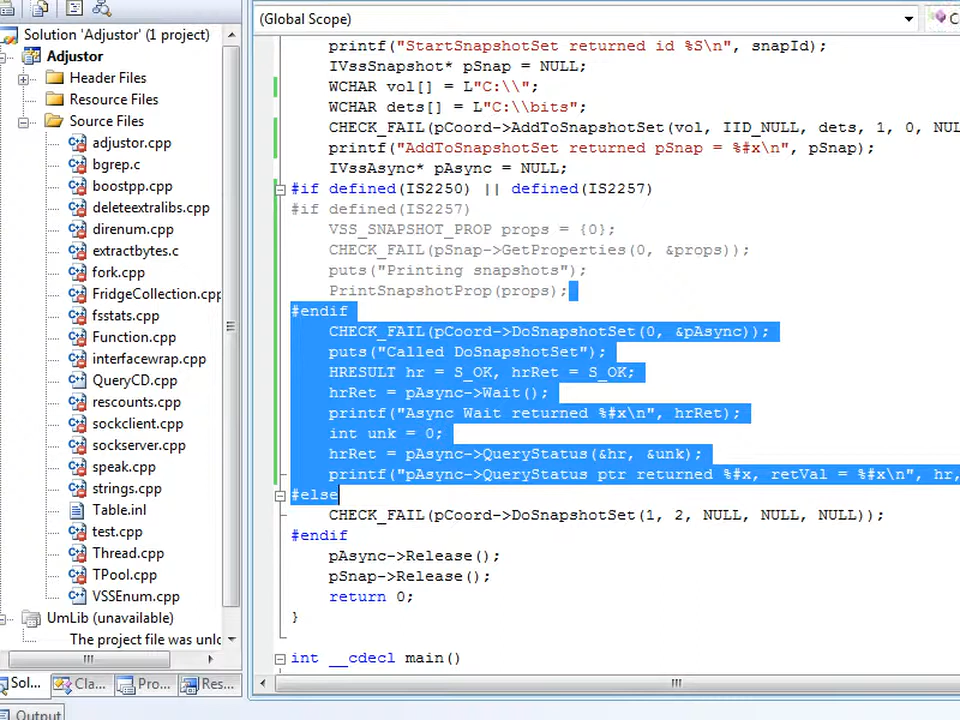 Solution 'Adjustor' (1 project)
Adjustor
Header Files
Resource Files
Source Files
adjustor.cpp
bgrep.c
boostpp.cpp
deleteextralibs.cpp
direnum.cpp
extractbytes.c
fork.cpp
FridgeCollection.cpp
fsstats.cpp
Function.cpp
interfacewrap.cpp
QueryCD.cpp
rescounts.cpp
sockclient.cpp
sockserver.cpp
speak.cpp
strings.cpp
Table.inl
test.cpp
Thread.cpp
TPool.cpp
VSSEnum.cpp
UmLib (unavailable)
The project file was unlo
Sol... Cla... Pro... Res...
Output
(Global Scope)
printf("StartSnapshotSet returned id %S\n", snapId);
IVssSnapshot* pSnap = NULL;
WCHAR vol[] = L"C:\\";
WCHAR dets[] = L"C:\\bits";
CHECK_FAIL(pCoord->AddToSnapshotSet(vol, IID_NULL, dets, 1, 0, NUL
printf("AddToSnapshotSet returned pSnap = %#x\n", pSnap);
IVssAsync* pAsync = NULL;
#if defined(IS2250) || defined(IS2257)
#if defined(IS2257)
VSS_SNAPSHOT_PROP props = {0};
CHECK_FAIL(pSnap->GetProperties(0, &props));
puts("Printing snapshots");
PrintSnapshotProp(props);
#endif
CHECK_FAIL(pCoord->DoSnapshotSet(0, &pAsync));
puts("Called DoSnapshotSet");
HRESULT hr = S_OK, hrRet = S_OK;
hrRet = pAsync->Wait();
printf("Async Wait returned %#x\n", hrRet);
int unk = 0;
hrRet = pAsync->QueryStatus(&hr, &unk);
printf("pAsync->QueryStatus ptr returned %#x, retVal = %#x\n", hr,
#else
CHECK_FAIL(pCoord->DoSnapshotSet(1, 2, NULL, NULL, NULL));
#endif
pAsync->Release();
pSnap->Release();
return 0;
}
int __cdecl main()